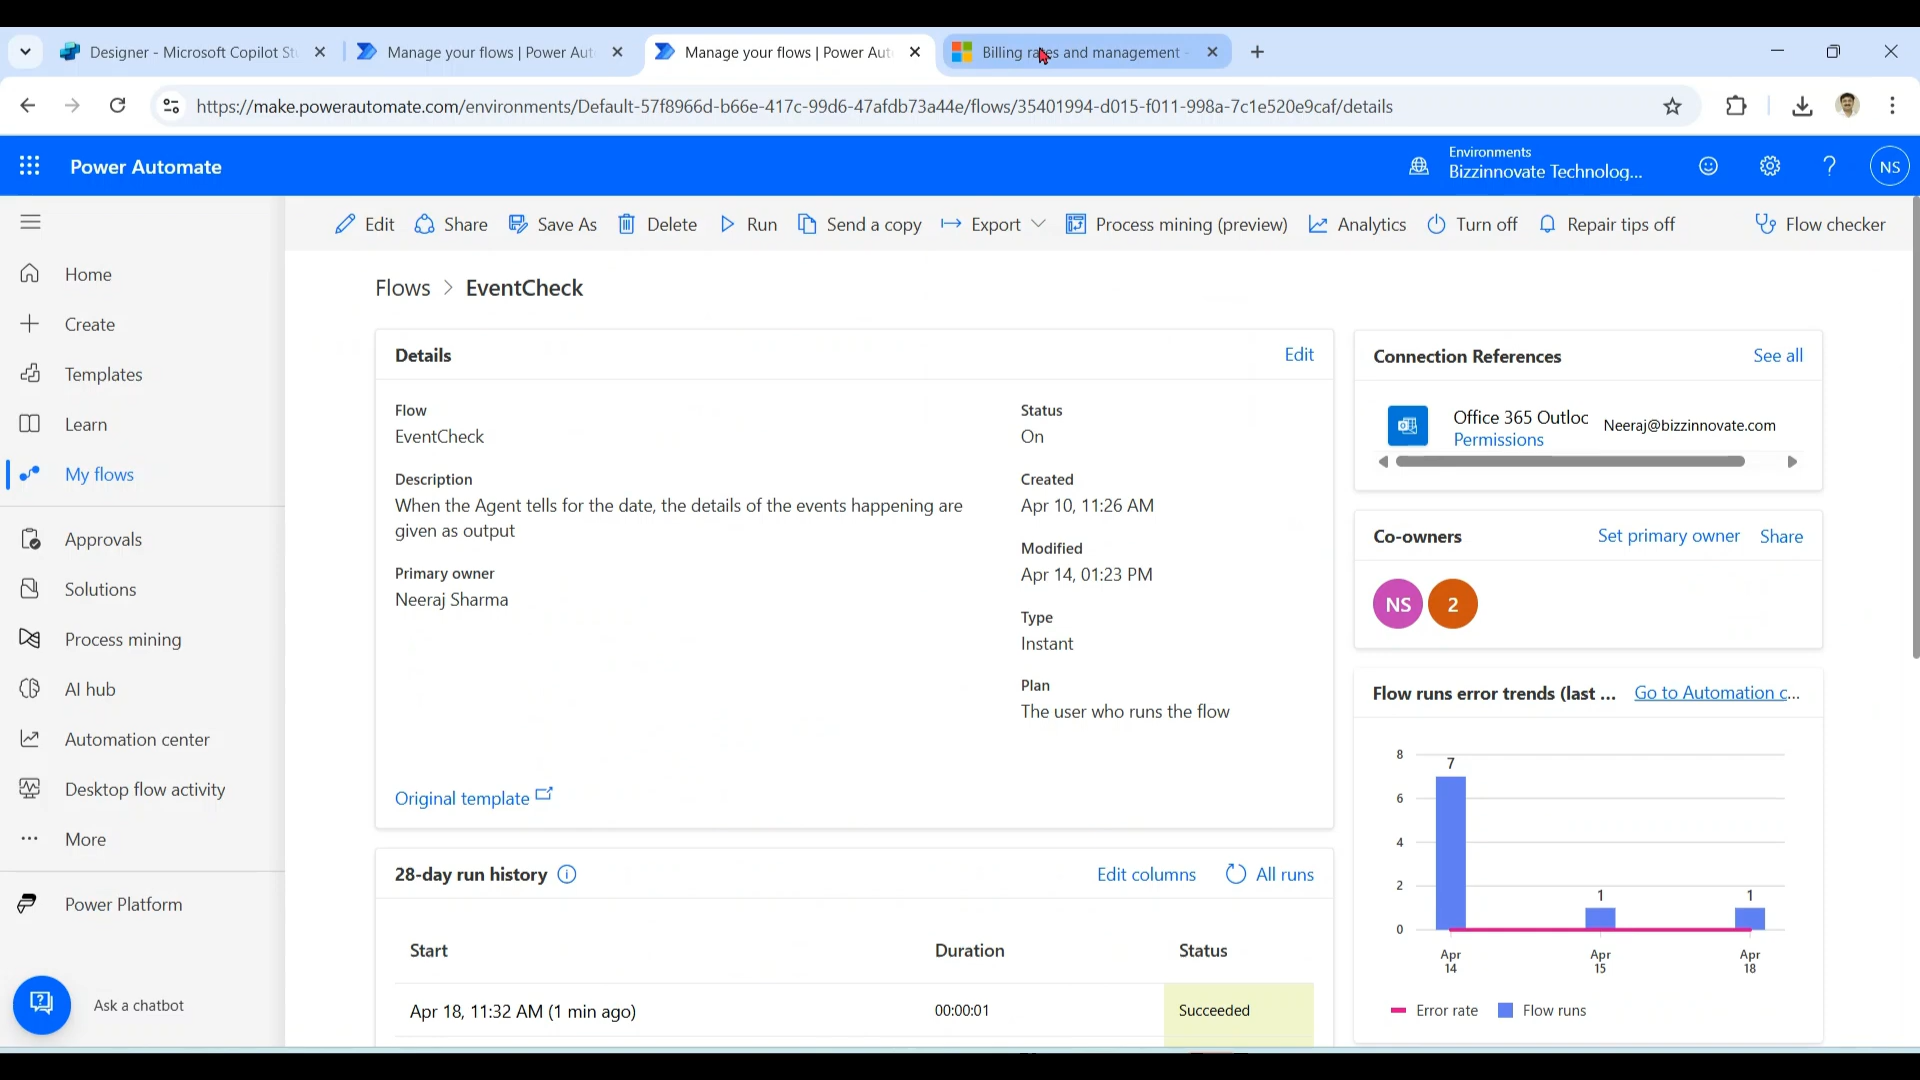 Designer - Microsoft Copilot Stu
Manage your flows | Power Auto
Manage your flows | Power Auto
Billing rates and management -
https://make.powerautomate.com/environments/Default-57f8966d-b66e-417c-99d6-47afdb73a44e/flows/35401994-d015-f011-998a-7c1e520e9caf/details
Power Automate
Environments
Bizzinnovate Technolog...
NS
Edit
Share
Save As
Delete
Run
Send a copy
Export
Process mining (preview)
Analytics
Turn off
Repair tips off
Flow checker
Home
Create
Templates
Learn
My flows
Approvals
Solutions
Process mining
AI hub
Automation center
Desktop flow activity
More
Power Platform
Ask a chatbot
Flows > EventCheck
Details
Edit
Flow
EventCheck
Description
When the Agent tells for the date, the details of the events happening are
given as output
Primary owner
Neeraj Sharma
Status
On
Created
Apr 10, 11:26 AM
Modified
Apr 14, 01:23 PM
Type
Instant
Plan
The user who runs the flow
Original template
28-day run history
Edit columns
All runs
Start
Duration
Status
Apr 18, 11:32 AM (1 min ago)
00:00:01
Succeeded
Connection References
See all
Office 365 Outloc
Permissions
Neeraj@bizzinnovate.com
Co-owners
Set primary owner
Share
NS
2
Flow runs error trends (last ...
Go to Automation c...
8
6
4
2
0
7
1
1
Apr
14
Apr
15
Apr
18
Error rate
Flow runs